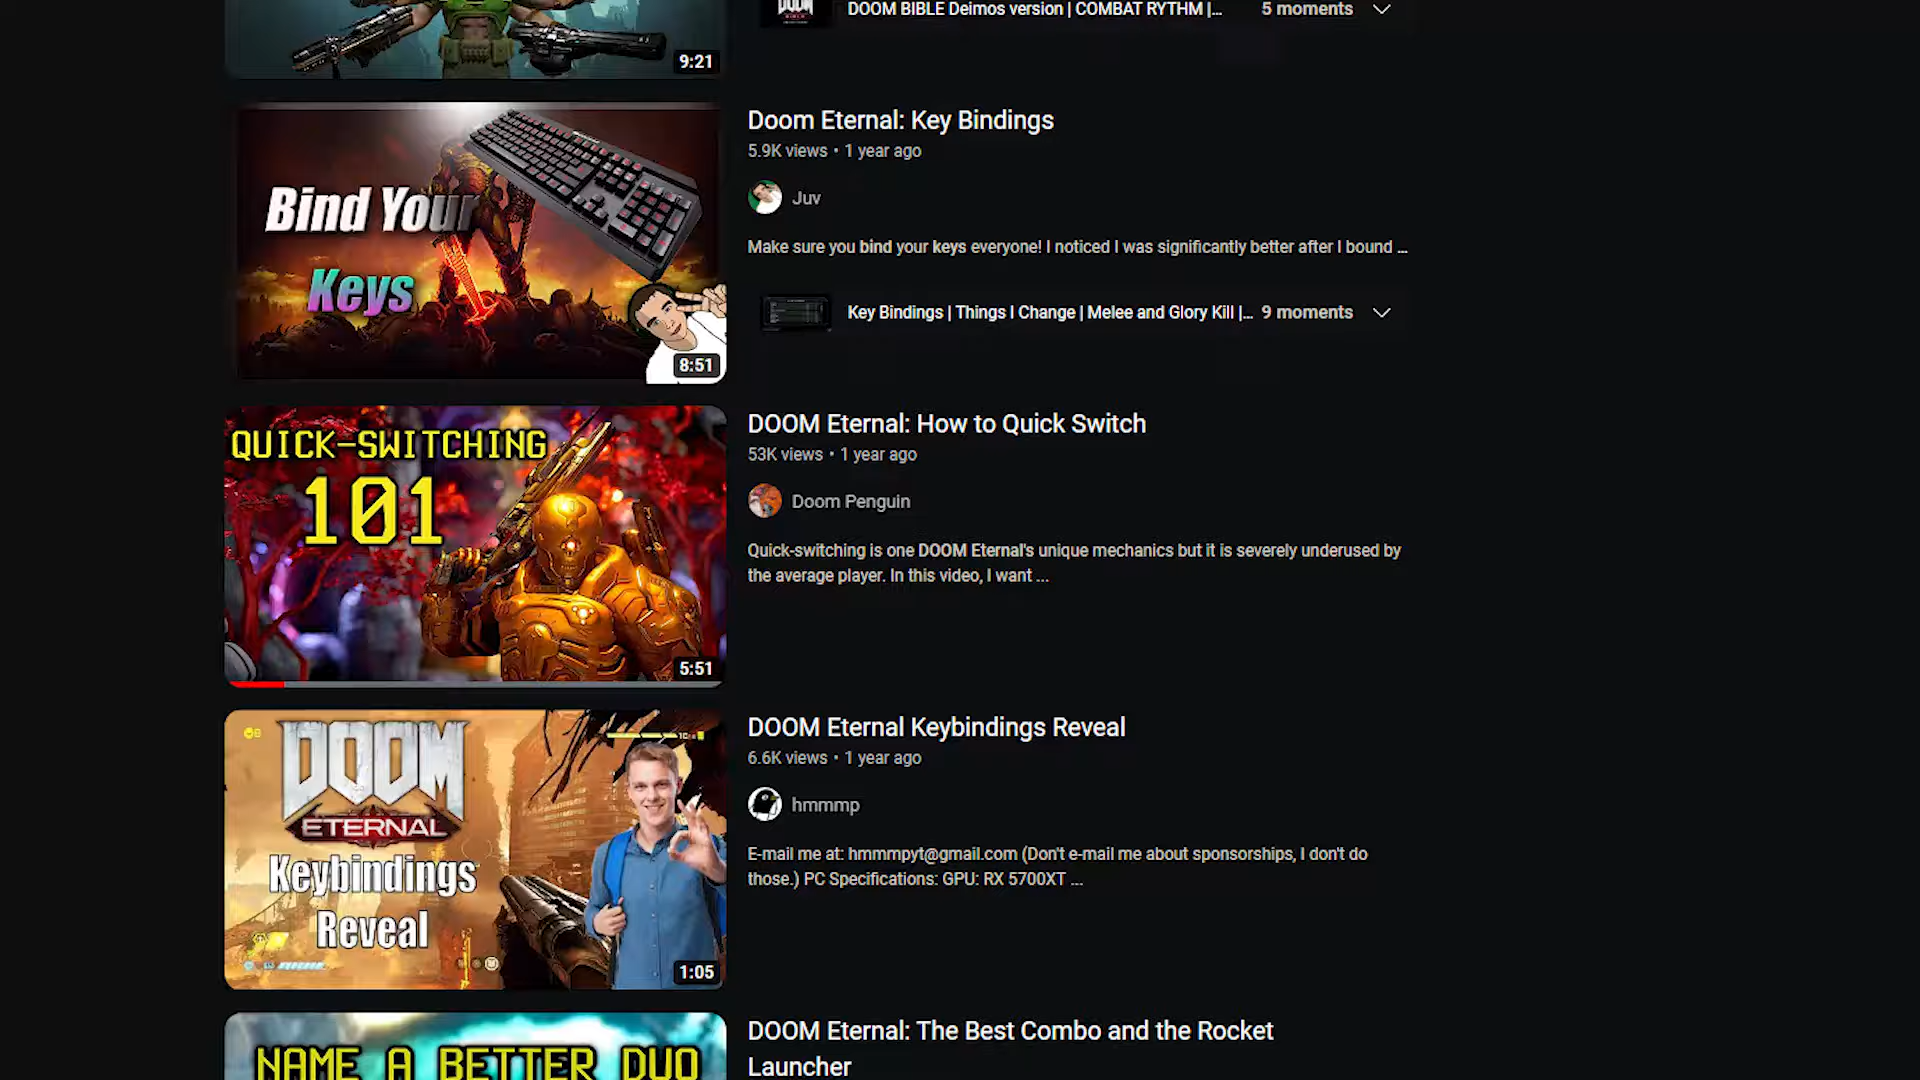 DOOM BIBLE Deimos version | COMBAT RYTHM |... 5 moments
9:21
Bind Your
Keys
8:51
Doom Eternal: Key Bindings
5.9K views • 1 year ago
Juv
Make sure you bind your keys everyone! I noticed I was significantly better after I bound ...
Key Bindings | Things I Change | Melee and Glory Kill |... 9 moments
QUICK-SWITCHING
101
5:51
DOOM Eternal: How to Quick Switch
53K views • 1 year ago
Doom Penguin
Quick-switching is one DOOM Eternal's unique mechanics but it is severely underused by
the average player. In this video, I want ...
DOOM
ETERNAL
Keybindings
Reveal
1:05
DOOM Eternal Keybindings Reveal
6.6K views • 1 year ago
hmmmp
E-mail me at: hmmmpyt@gmail.com (Don't e-mail me about sponsorships, I don't do
those.) PC Specifications: GPU: RX 5700XT ...
NAME A BETTER DUO
DOOM Eternal: The Best Combo and the Rocket
Launcher